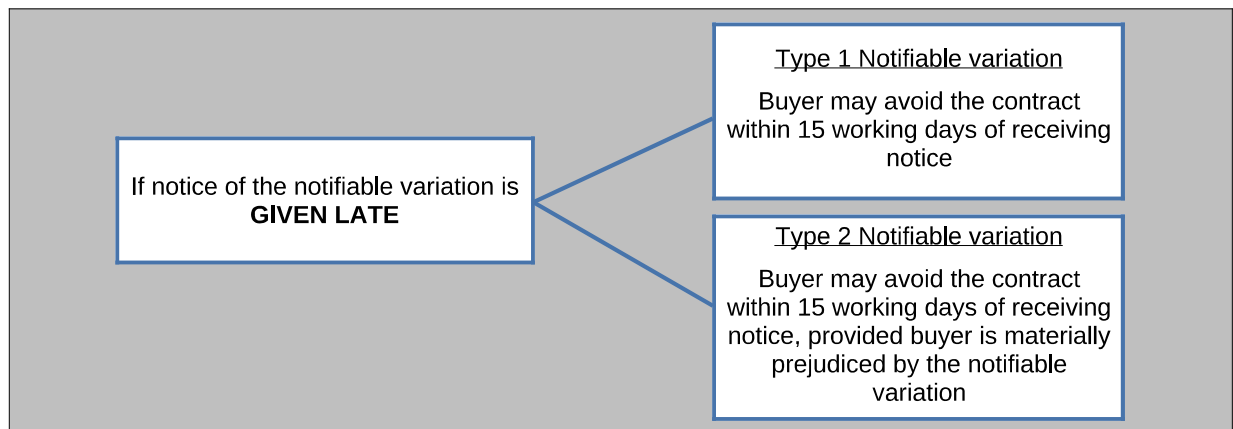 If notice of the notifiable variation is
GIVEN LATE
Type 1 Notifiable variation
Buyer may avoid the contract
within 15 working days of receiving
notice
Type 2 Notifiable variation
Buyer may avoid the contract
within 15 working days of receiving
notice, provided buyer is materially
prejudiced by the notifiable
variation